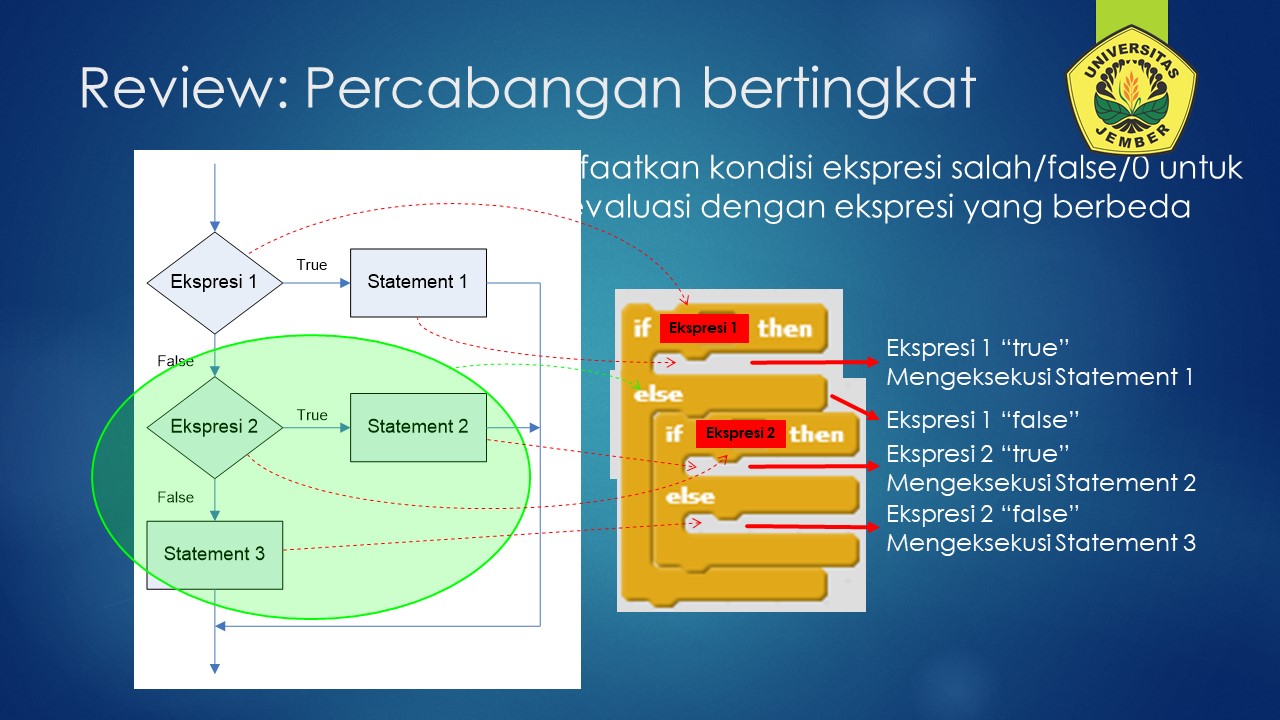 Review: Percabangan bertingkat
UNIVERSITAS
JEMBER
faatkan kondisi ekspresi salah/false/0 untuk
evaluasi dengan ekspresi yang berbeda
Ekspresi 1
True
Statement 1
False
Ekspresi 2
True
Statement 2
False
Statement 3
if Ekspresi 1 then
else
if Ekspresi 2 then
else
Ekspresi 1 “true”
Mengeksekusi Statement 1
Ekspresi 1 “false”
Ekspresi 2 “true”
Mengeksekusi Statement 2
Ekspresi 2 “false”
Mengeksekusi Statement 3